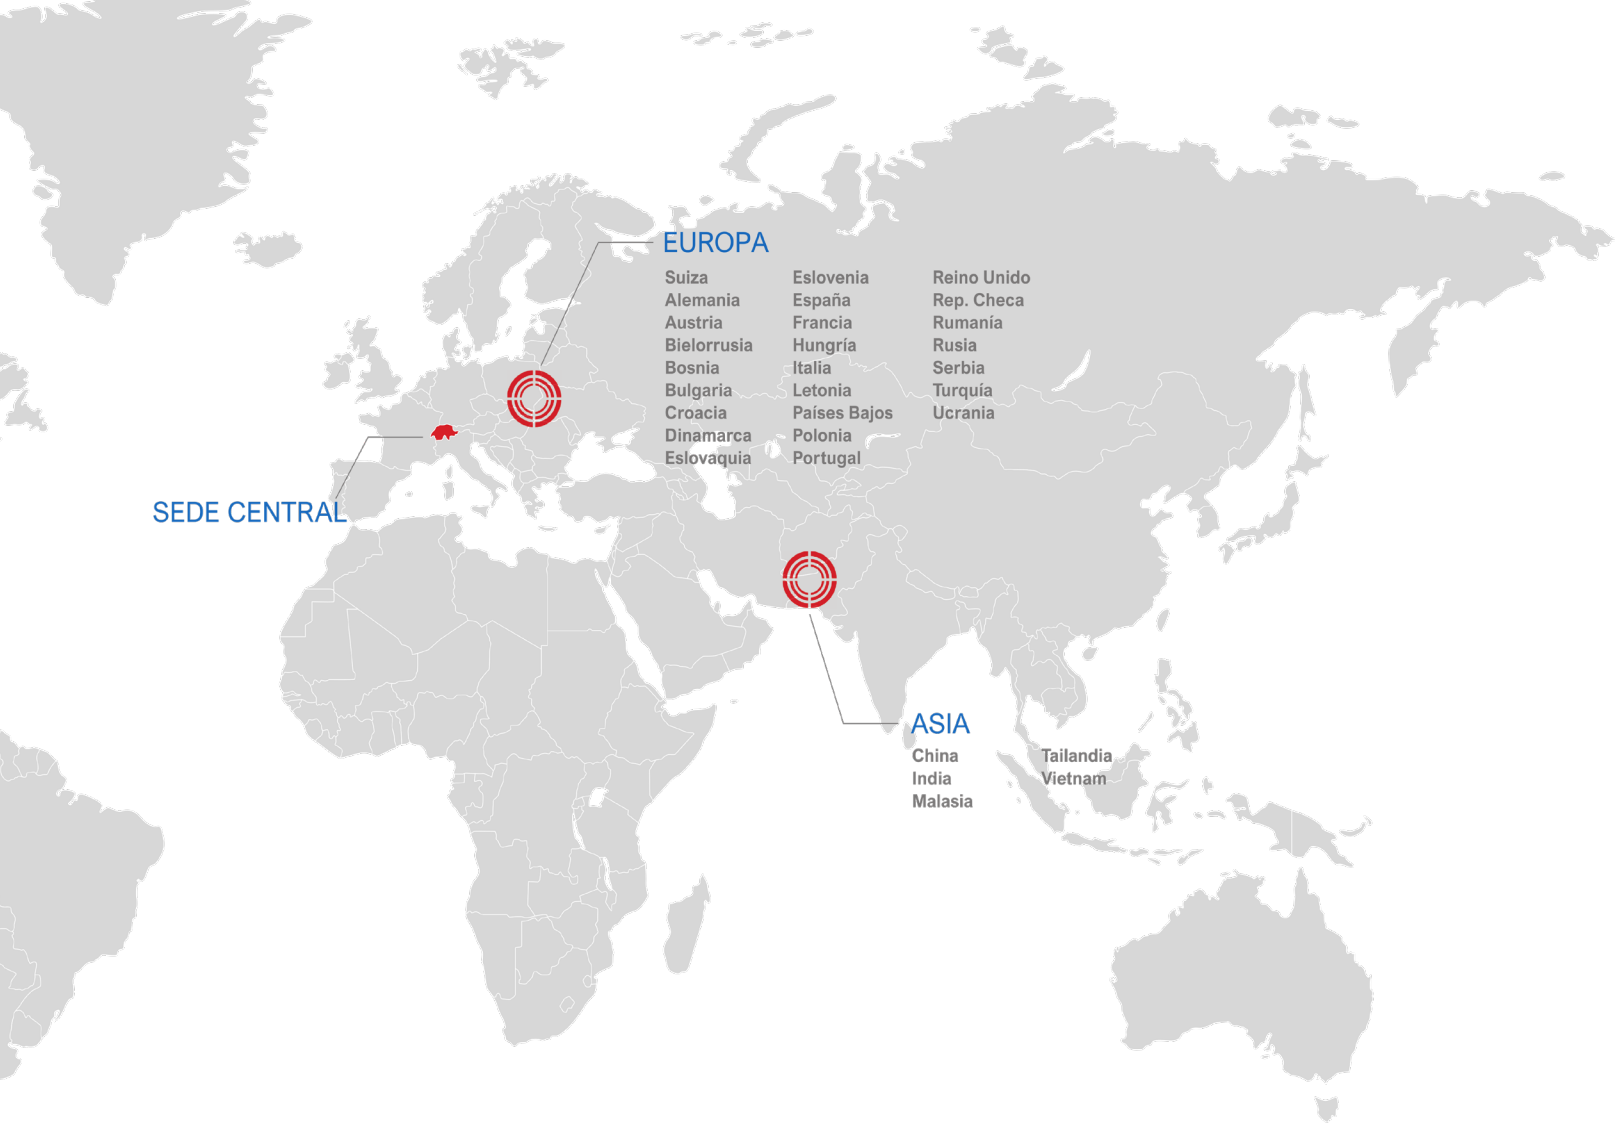 EUROPA
Suiza
Alemania
Austria
Bielorrusia
Bosnia
Bulgaria
Croacia
Dinamarca
Eslovaquia
Eslovenia
España
Francia
Hungría
Italia
Letonia
Países Bajos
Polonia
Portugal
Reino Unido
Rep. Checa
Rumanía
Rusia
Serbia
Turquía
Ucrania
SEDE CENTRAL
ASIA
China
India
Malasia
Tailandia
Vietnam